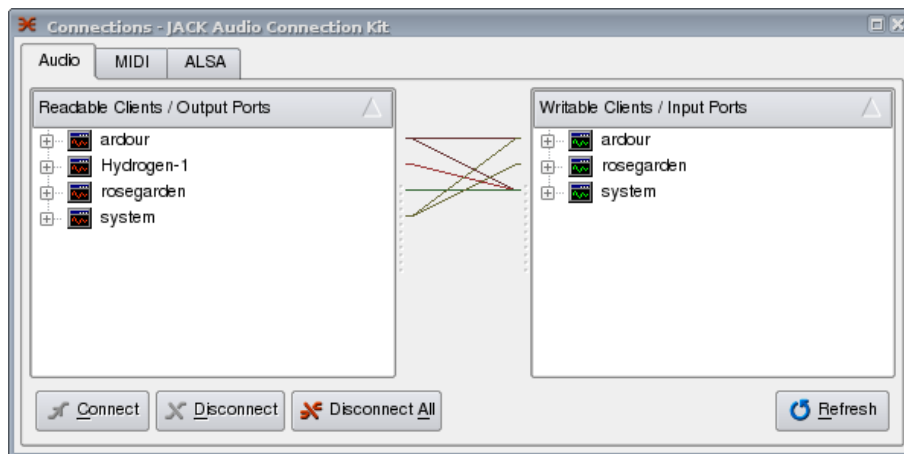 Connections - JACK Audio Connection Kit
Audio MIDI ALSA
Readable Clients / Output Ports
ardour
Hydrogen-1
rosegarden
system
Writable Clients / Input Ports
ardour
rosegarden
system
Connect Disconnect Disconnect All Refresh